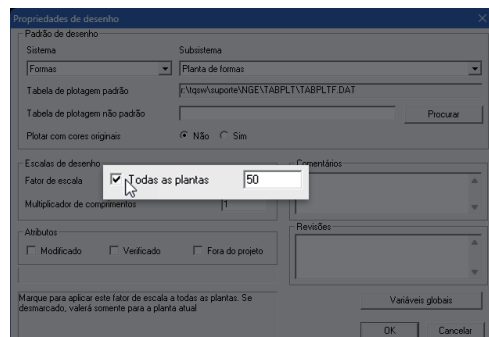 Propriedades de desenho
Padrão de desenho
Sistema Subsistema
Formas Planta de formas
Tabela de plotagem padrão r:\tqsw\suporte\NGE\TABPLT\TABPLTF.DAT
Tabela de plotagem não padrão Procurar
Plotar com cores originais Não Sim
Escalas de desenho Comentários
Fator de escala Todas as plantas 50
Multiplicador de comprimentos 1
Atributos Revisões
Modificado Verificado Fora do projeto
Marque para aplicar este fator de escala a todas as plantas. Se
desmarcado, valerá somente para a planta atual
Variáveis globais
OK Cancelar